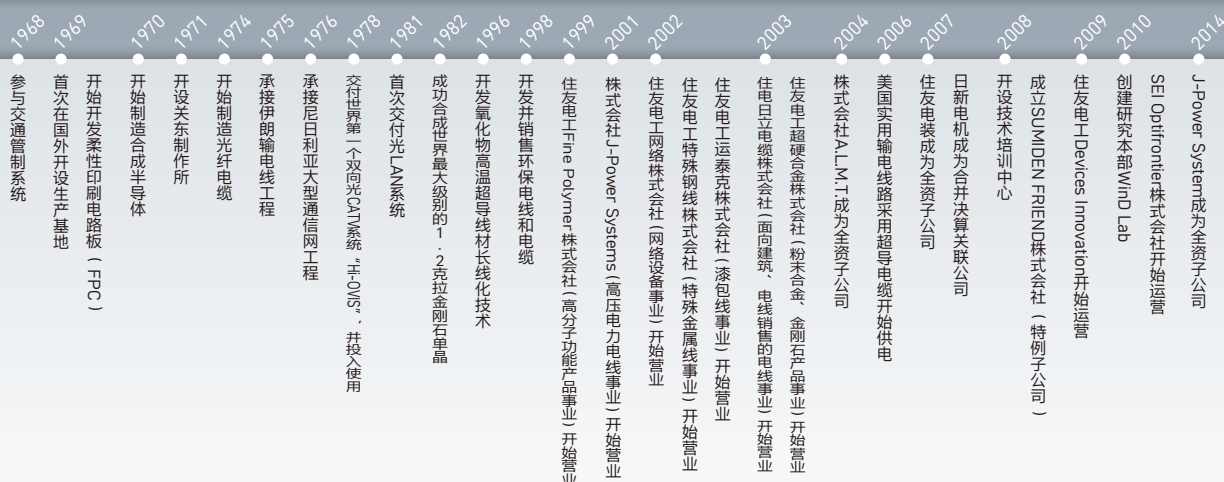 1968
1969
1970
1971
1974
1975
1976
1978
1981
1982
1996
1998
1999
2001
2002
2003
2004
2006
2007
2008
2009
2010
2014
参与交通管制系统
首次在国外开设生产基地
开始开发柔性印刷电路板(FPC)
开始制造合成半导体
开设关东制作所
开始制造光纤电缆
承接伊朗输电线工程
承接尼日利亚大型通信网工程
交付世界第一个双向光CATV系统“HI-OVIS”,并投入使用
首次交付光LAN系统
成功合成世界最大级别的1.2克拉金刚石单晶
开发氧化物高温超导线材长线化技术
开发并销售环保电线和电缆
住友电工Fine Polymer 株式会社(高分子功能产品事业)开始营业
株式会社J-Power Systems(高压电力电线事业)开始营业
住友电工网络株式会社(网络设备事业)开始营业
住友电工特殊钢线株式会社(特殊金属线事业)开始营业
住友电工运泰克株式会社(漆包线事业)开始营业
住电日立电缆株式会社(面向建筑、电线销售的电线事业)开始营业
住友电工超硬合金株式会社(粉末合金、金刚石产品事业)开始营业
株式会社A.L.M.T.成为全资子公司
美国实用输电线路采用超导电缆开始供电
住友电装成为全资子公司
日新电机成为合并决算关联公司
开设技术培训中心
成立SUMIDEN FRIEND株式会社(特例子公司)
住友电工Devices Innovation开始运营
创建研究本部WinD Lab
SEI Optifrontier株式会社开始运营
J-Power System成为全资子公司